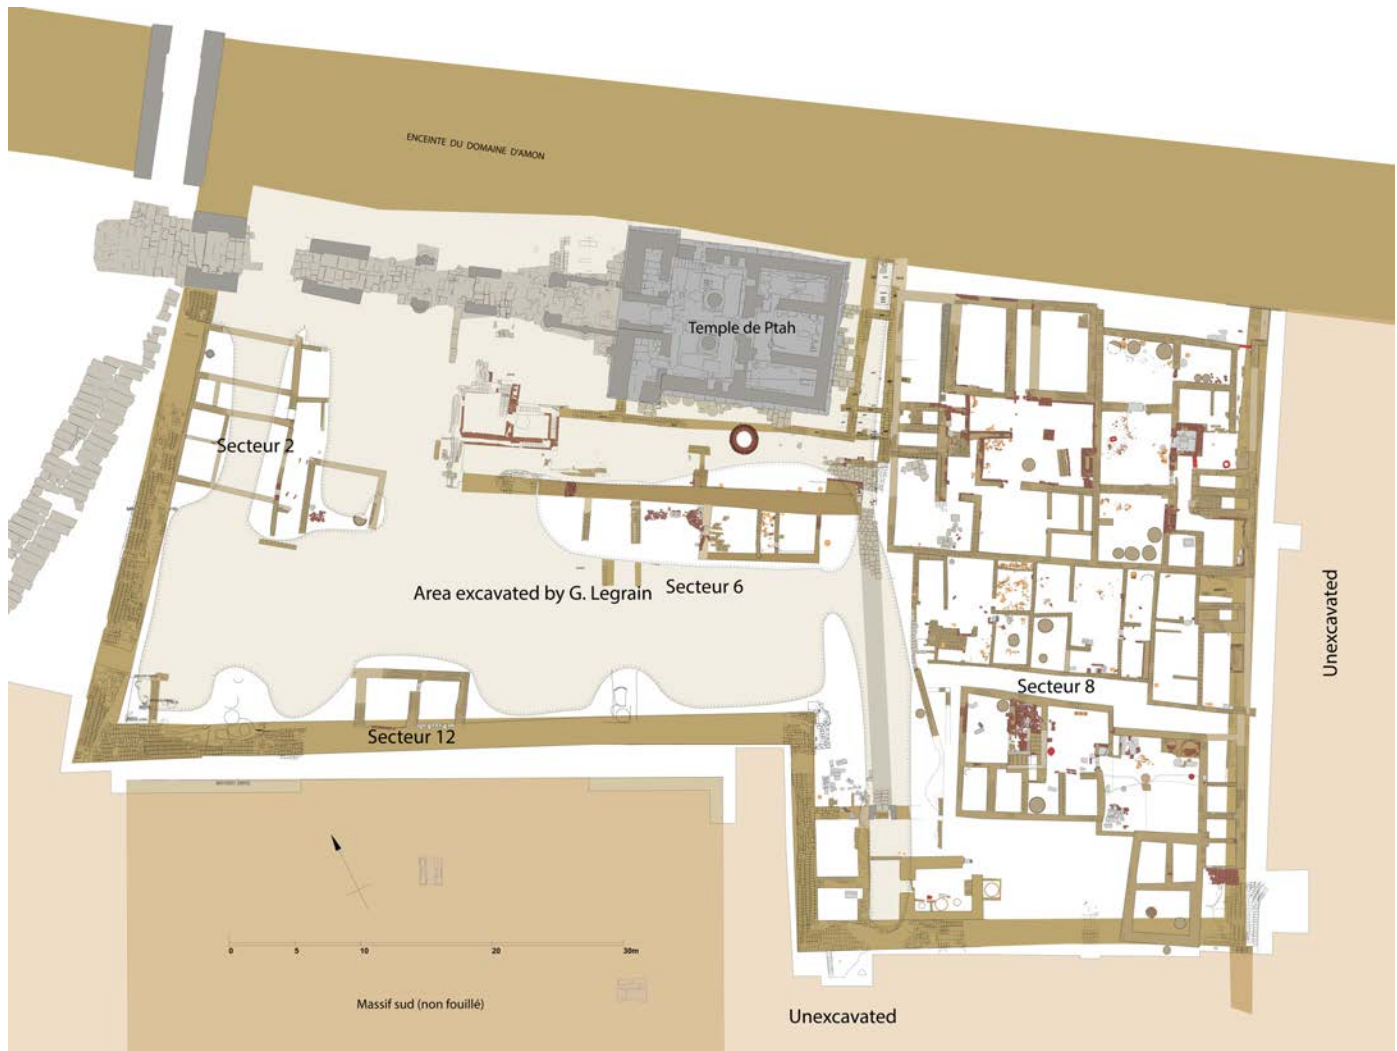 ENCEINTE DU DOMAINE D'AMON
Temple de Ptah
Secteur 2
Area excavated by G. Legrain
Secteur 6
Unexcavated
Secteur 8
Secteur 12
0 5 10 20 30m
Massif sud (non fouillé)
Unexcavated